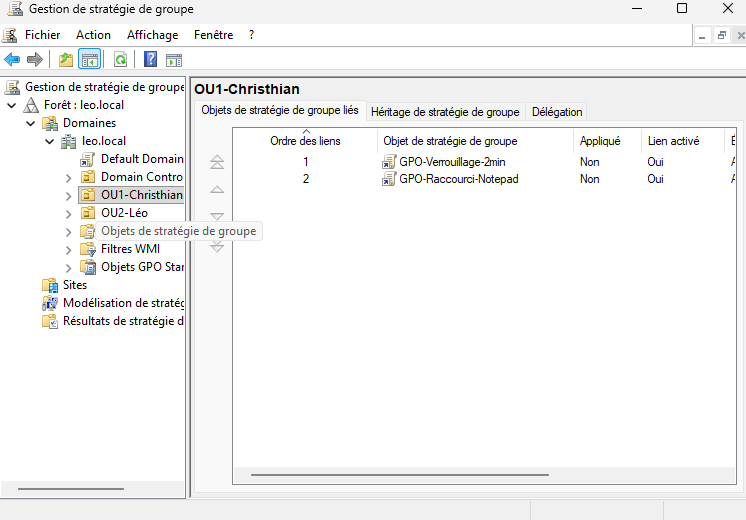 Gestion de stratégie de groupe
Fichier Action Affichage Fenêtre ?
Gestion de stratégie de groupe
Forêt : leo.local
Domaines
leo.local
Default Domain
Domain Contro
OU1-Christhian
OU2-Léo
Objets de stratégie de groupe
Filtres WMI
Objets GPO Star
Sites
Modélisation de stratég
Résultats de stratégie d
OU1-Christhian
Objets de stratégie de groupe liés Héritage de stratégie de groupe Délégation
Ordre des liens Objet de stratégie de groupe Appliqué Lien activé
1 GPO-Verrouillage-2min Non Oui
2 GPO-Raccourci-Notepad Non Oui